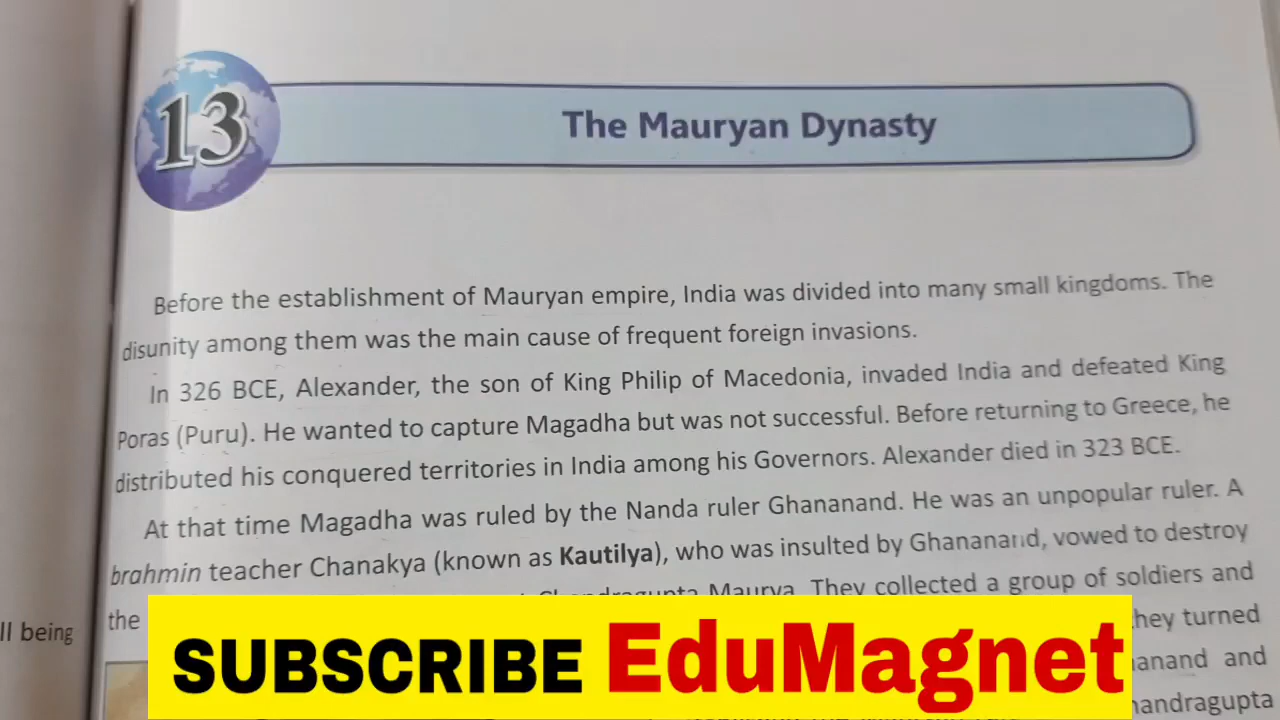 13
The Mauryan Dynasty
Before the establishment of Mauryan empire, India was divided into many small kingdoms. The
disunity among them was the main cause of frequent foreign invasions.
In 326 BCE, Alexander, the son of King Philip of Macedonia, invaded India and defeated King
Poras (Puru). He wanted to capture Magadha but was not successful. Before returning to Greece, he
distributed his conquered territories in India among his Governors. Alexander died in 323 BCE.
At that time Magadha was ruled by the Nanda ruler Ghananand. He was an unpopular ruler. A
brahmin teacher Chanakya (known as Kautilya), who was insulted by Ghananand, vowed to destroy
the Chandragupta Maurya. They collected a group of soldiers and
ll being
they turned
and
SUBSCRIBE EduMagnet